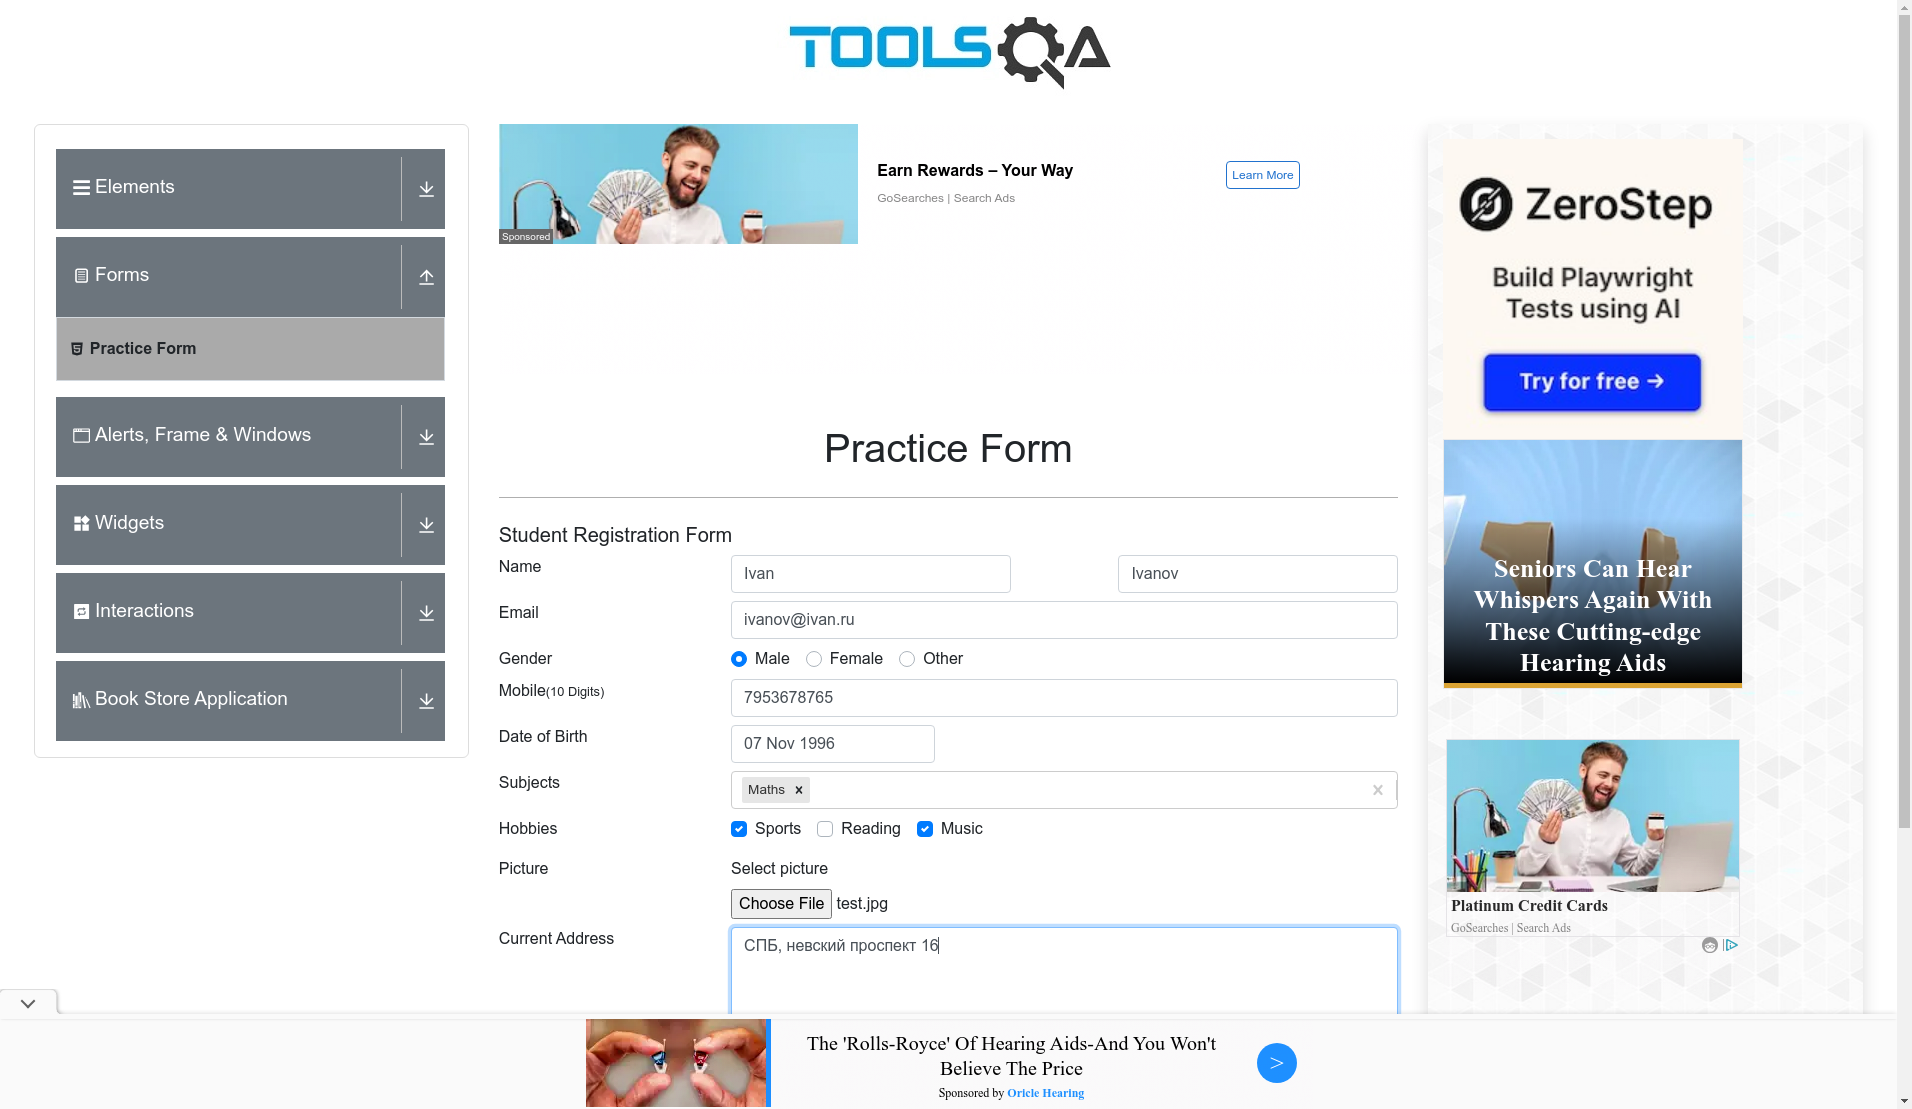 TOOLSQA
Elements
Forms
Practice Form
Alerts, Frame & Windows
Widgets
Interactions
Book Store Application
Sponsored
Earn Rewards – Your Way
GoSearches | Search Ads
Learn More
Practice Form
Student Registration Form
Name
Ivan
Ivanov
Email
ivanov@ivan.ru
Gender
Male
Female
Other
Mobile(10 Digits)
7953678765
Date of Birth
07 Nov 1996
Subjects
Maths
Hobbies
Sports
Reading
Music
Picture
Select picture
Choose File test.jpg
Current Address
СПБ, невский проспект 16
ZeroStep
Build Playwright
Tests using AI
Try for free →
Seniors Can Hear
Whispers Again With
These Cutting-edge
Hearing Aids
Platinum Credit Cards
GoSearches | Search Ads
The 'Rolls-Royce' Of Hearing Aids-And You Won't
Believe The Price
Sponsored by Oricle Hearing
>